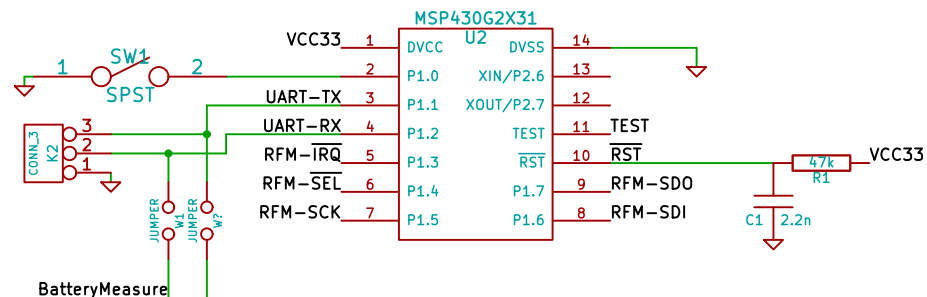 MSP430G2X31
U2
VCC33 1 DVCC DVSS 14
SW1
1 2 2 P1.0 XIN/P2.6 13
SPST
UART-TX 3 P1.1 XOUT/P2.7 12
CONN_3 K2 3 UART-RX 4 P1.2 TEST 11 TEST
2 RFM-IRQ 5 P1.3 RST 10 RST 47k VCC33
R1
1 RFM-SEL 6 P1.4 P1.7 9 RFM-SDO
JUMPER W1 JUMPER W? RFM-SCK 7 P1.5 P1.6 8 RFM-SDI C1 2.2n
BatteryMeasure